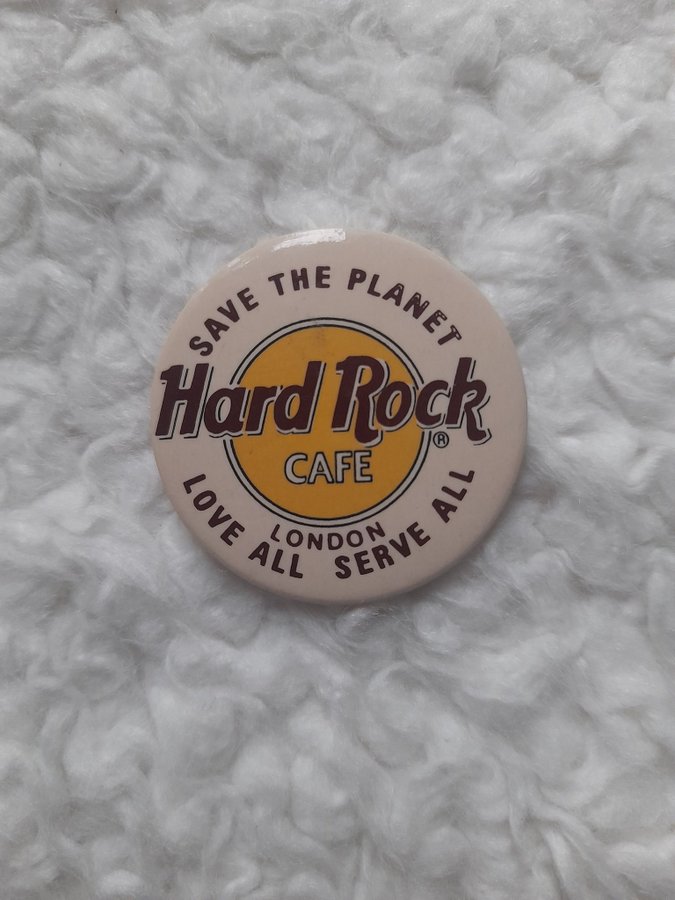 SAVE THE PLANET
Hard Rock ®
CAFE
LONDON
LOVE ALL SERVE ALL